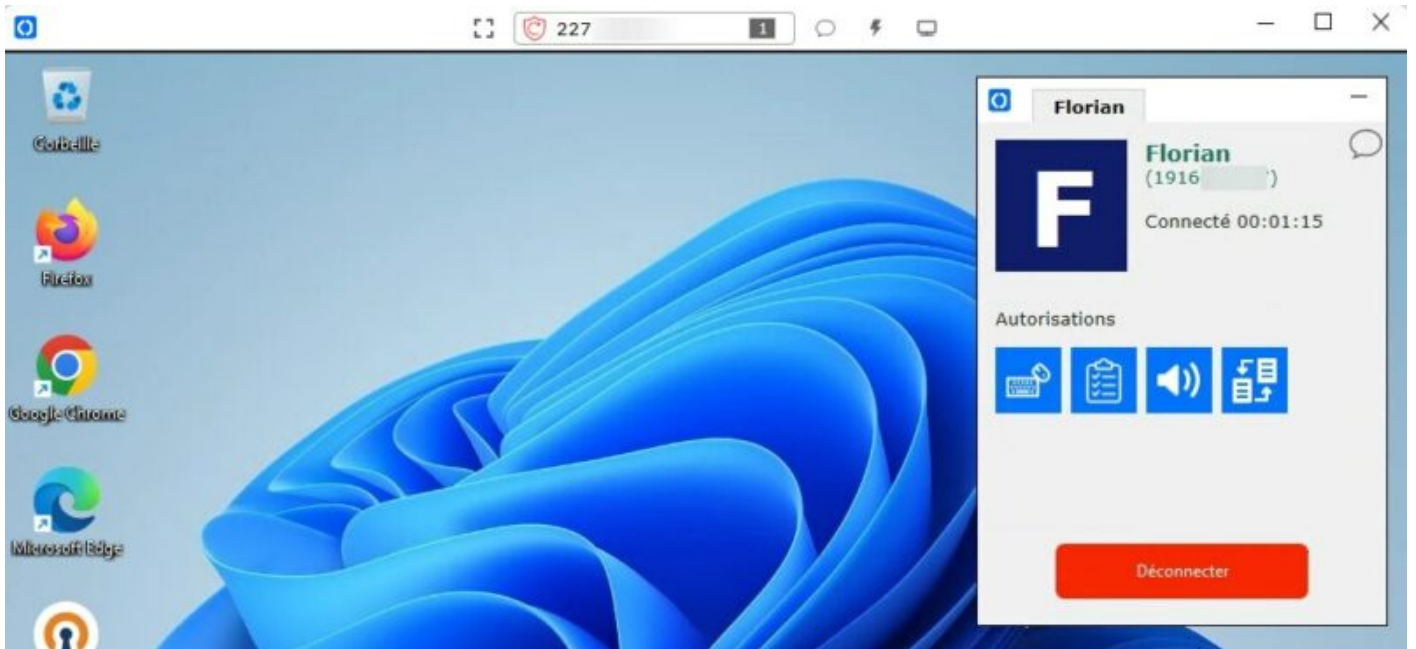 227
1
Corbeille
Firefox
Google Chrome
Microsoft Edge
Florian
F
Florian
(1916 )
Connecté 00:01:15
Autorisations
Déconnecter